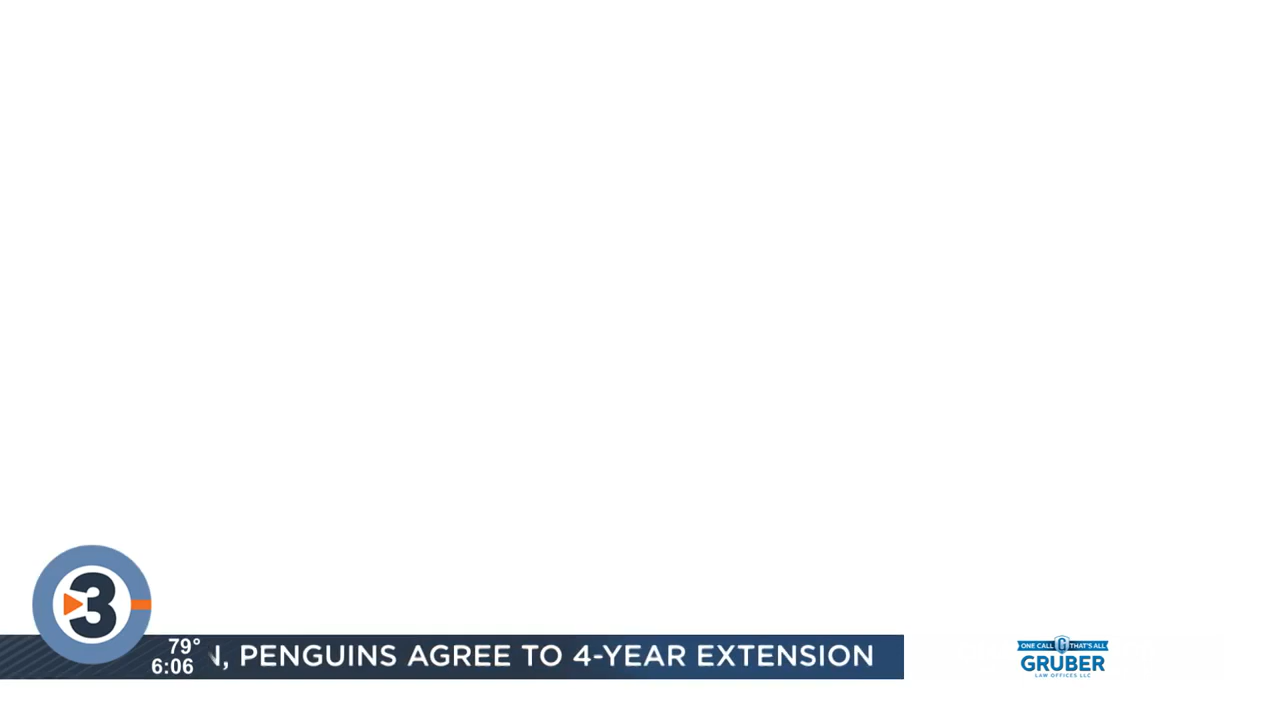 3
79°
6:06
, PENGUINS AGREE TO 4-YEAR EXTENSION
ONE CALL G THAT'S ALL
GRUBER
LAW OFFICES LLC